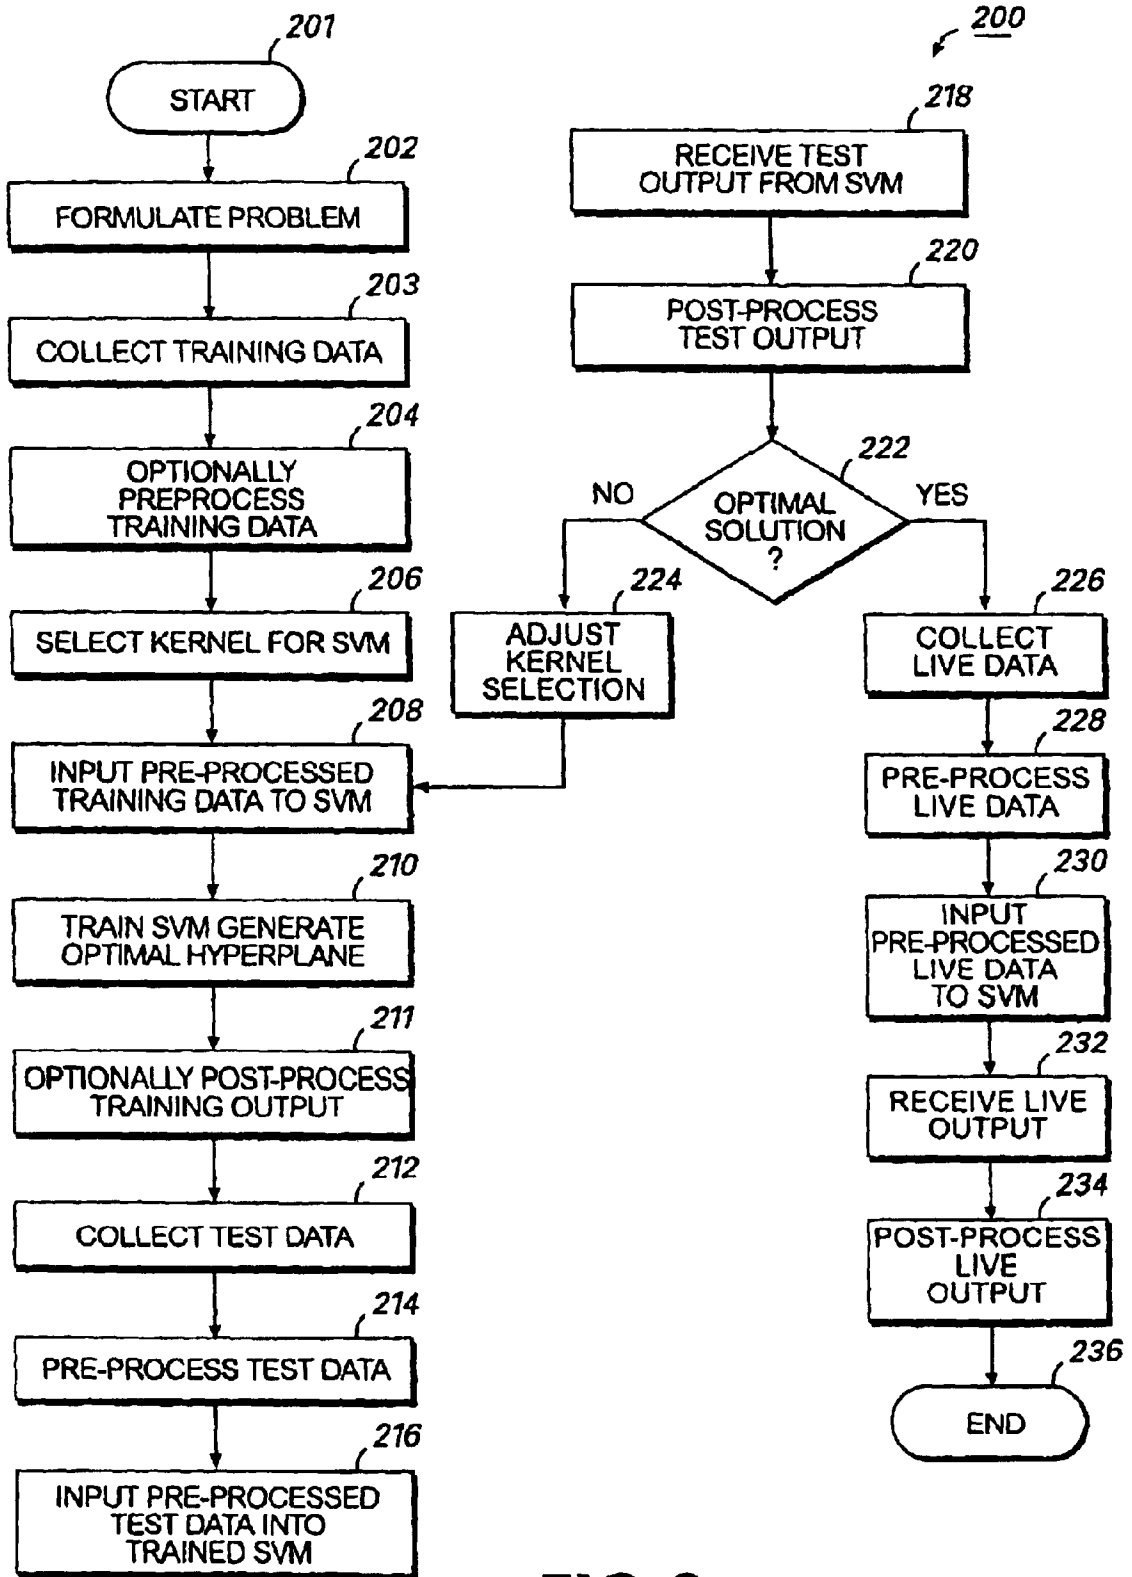 200
201
START
202
FORMULATE PROBLEM
203
COLLECT TRAINING DATA
204
OPTIONALLY
PREPROCESS
TRAINING DATA
206
SELECT KERNEL FOR SVM
208
INPUT PRE-PROCESSED
TRAINING DATA TO SVM
210
TRAIN SVM GENERATE
OPTIMAL HYPERPLANE
211
OPTIONALLY POST-PROCESS
TRAINING OUTPUT
212
COLLECT TEST DATA
214
PRE-PROCESS TEST DATA
216
INPUT PRE-PROCESSED
TEST DATA INTO
TRAINED SVM
218
RECEIVE TEST
OUTPUT FROM SVM
220
POST-PROCESS
TEST OUTPUT
222
OPTIMAL
SOLUTION
?
NO
YES
224
ADJUST
KERNEL
SELECTION
226
COLLECT
LIVE DATA
228
PRE-PROCESS
LIVE DATA
230
INPUT
PRE-PROCESSED
LIVE DATA
TO SVM
232
RECEIVE LIVE
OUTPUT
234
POST-PROCESS
LIVE
OUTPUT
236
END